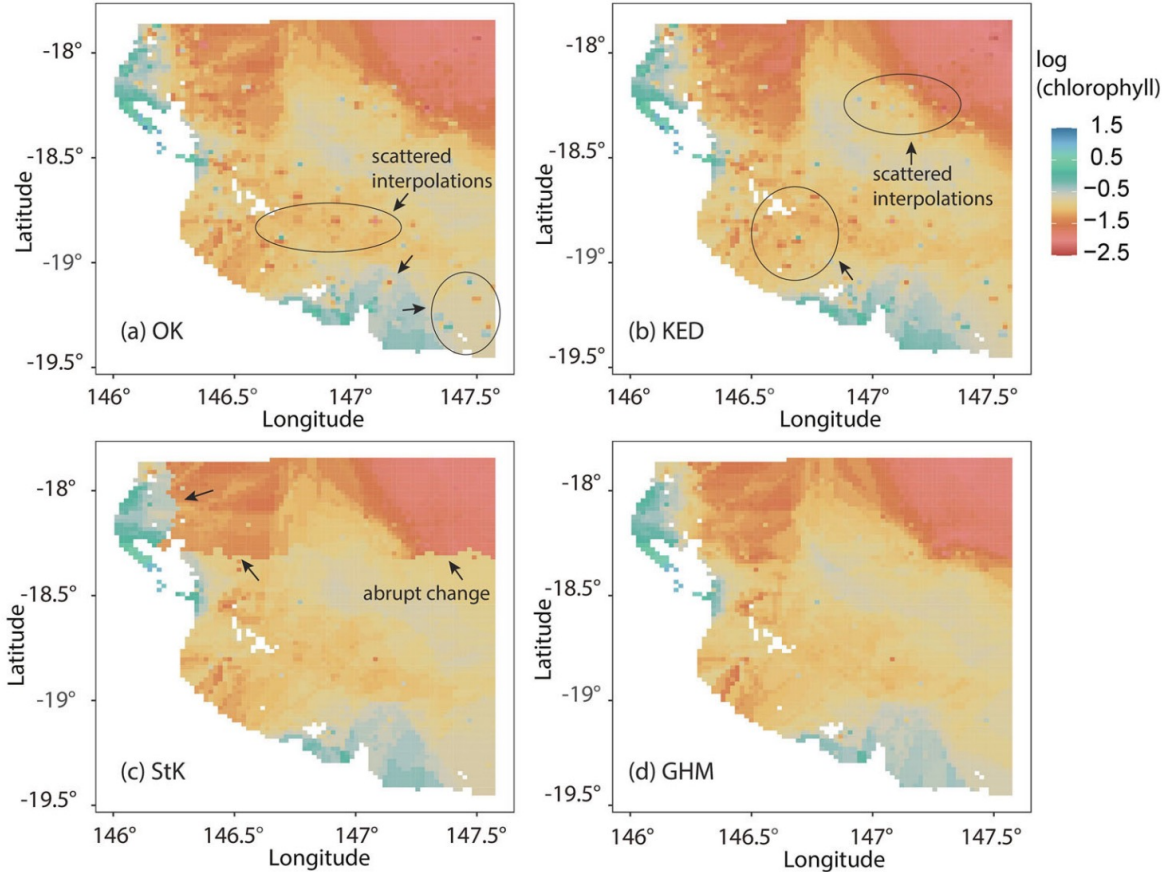 -18°
-18.5°
-19°
-19.5°
Latitude
scattered
interpolations
(a) OK
146°
146.5°
147°
147.5°
Longitude
-18°
-18.5°
-19°
-19.5°
Latitude
scattered
interpolations
(b) KED
146°
146.5°
147°
147.5°
Longitude
log
(chlorophyll)
1.5
0.5
−0.5
−1.5
−2.5
-18°
-18.5°
-19°
-19.5°
Latitude
abrupt change
(c) StK
146°
146.5°
147°
147.5°
Longitude
-18°
-18.5°
-19°
-19.5°
Latitude
(d) GHM
146°
146.5°
147°
147.5°
Longitude